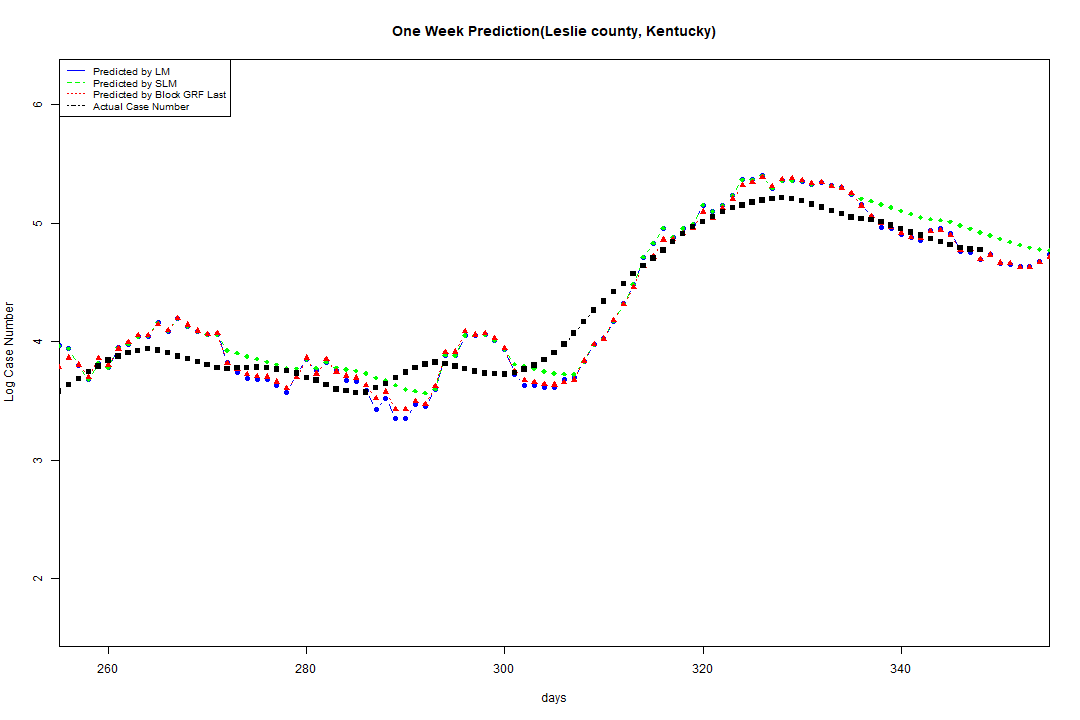 One Week Prediction(Leslie county, Kentucky)
Predicted by LM
Predicted by SLM
Predicted by Block GRF Last
Actual Case Number
6
5
4
3
2
Log Case Number
260 280 300 320 340
days